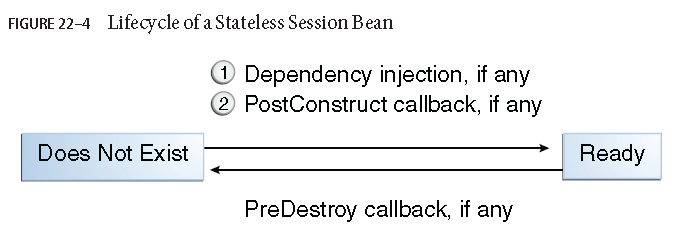 FIGURE 22–4 Lifecycle of a Stateless Session Bean
1 Dependency injection, if any
2 PostConstruct callback, if any
Does Not Exist
Ready
PreDestroy callback, if any